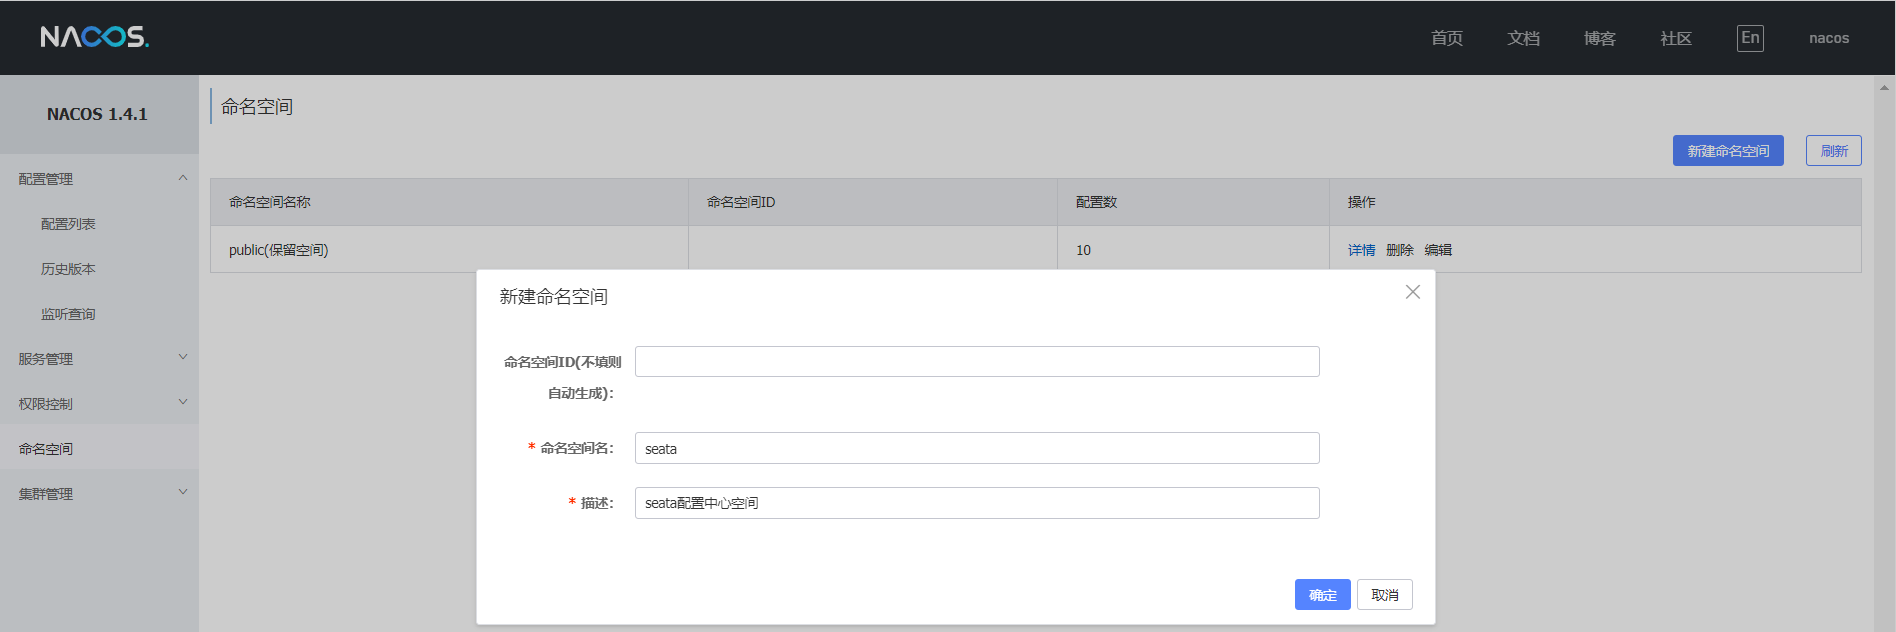 NACOS.
首页 文档 博客 社区 En nacos
NACOS 1.4.1
配置管理
配置列表
历史版本
监听查询
服务管理
权限控制
命名空间
集群管理
命名空间
新建命名空间 刷新
命名空间名称 命名空间ID 配置数 操作
public(保留空间) 10 详情 删除 编辑
新建命名空间
命名空间ID(不填则
自动生成):
* 命名空间名: seata
* 描述: seata配置中心空间
确定 取消